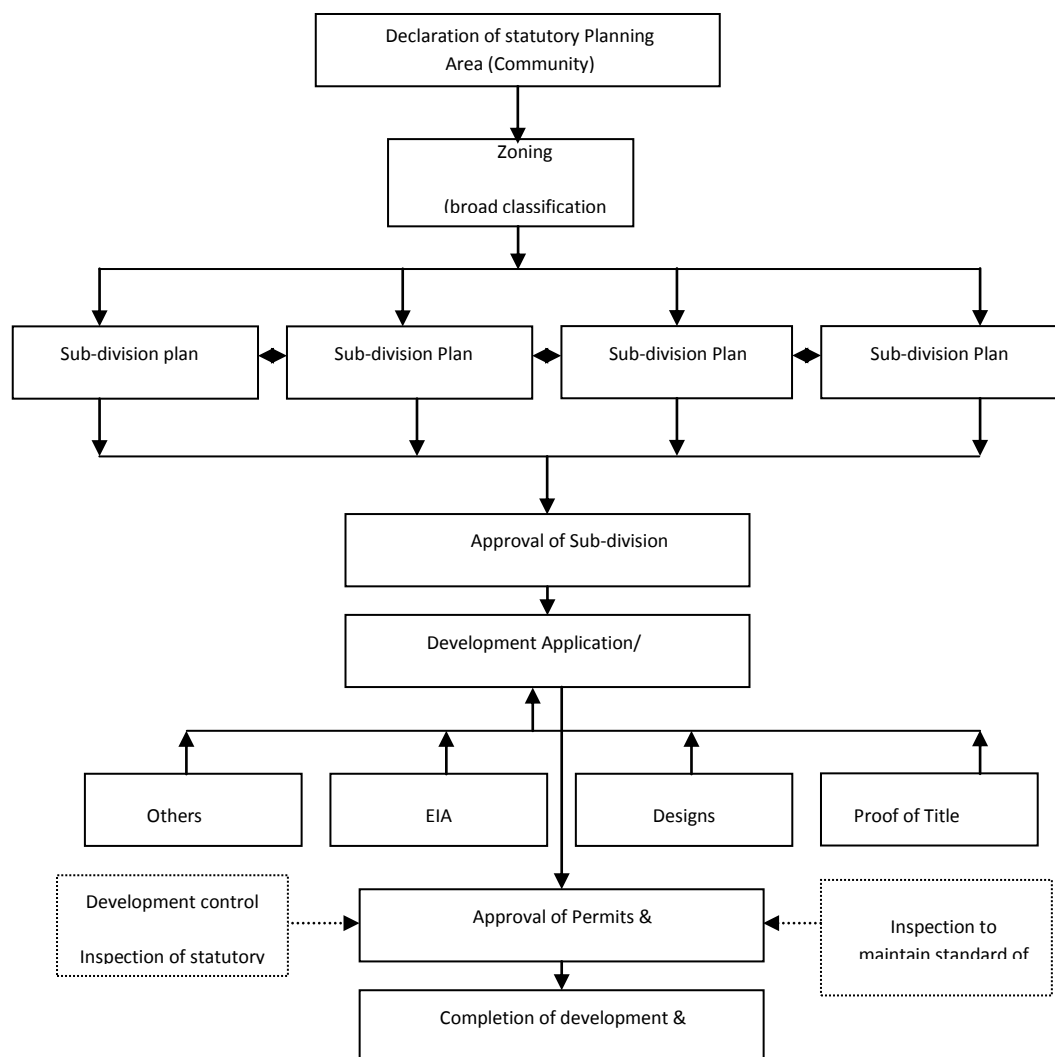 Declaration of statutory Planning
Area (Community)
Zoning
(broad classification
Sub-division plan
Sub-division Plan
Sub-division Plan
Sub-division Plan
Approval of Sub-division
Development Application/
Others
EIA
Designs
Proof of Title
Development control
Inspection of statutory
Approval of Permits &
Inspection to
maintain standard of
Completion of development &